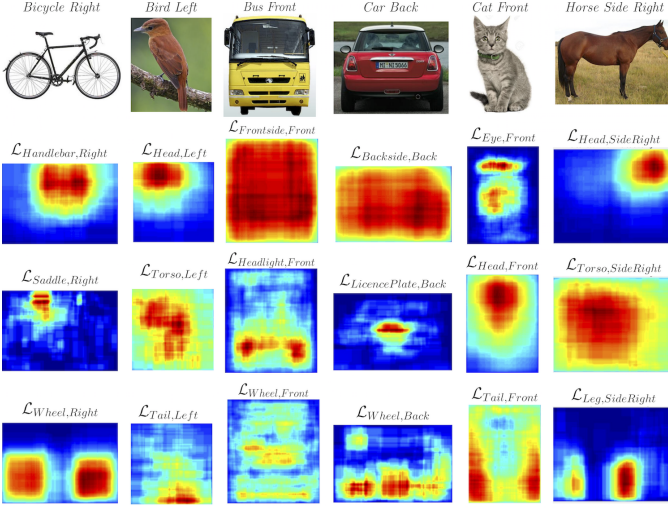 Bicycle Right Bird Left Bus Front Car Back Cat Front Horse Side Right
ℒHandlebar,Right ℒHead,Left ℒFrontside,Front ℒBackside,Back ℒEye,Front ℒHead,SideRight
ℒSaddle,Right ℒTorso,Left ℒHeadlight,Front ℒLicencePlate,Back ℒHead,Front ℒTorso,SideRight
ℒWheel,Right ℒTail,Left ℒWheel,Front ℒWheel,Back ℒTail,Front ℒLeg,SideRight